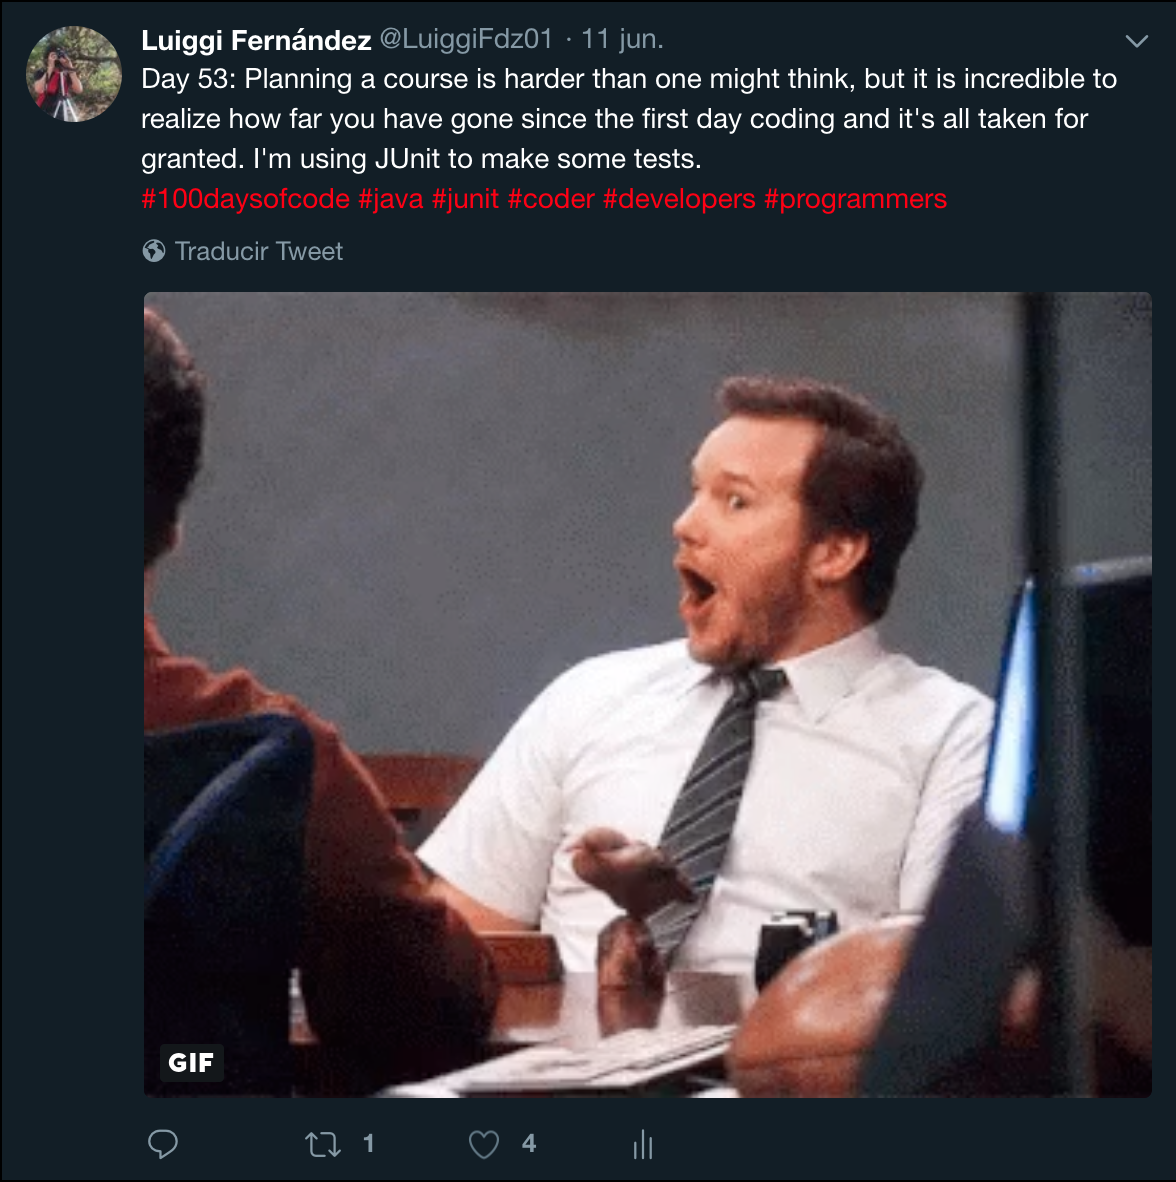 Luiggi Fernández @LuiggiFdz01 · 11 jun.
Day 53: Planning a course is harder than one might think, but it is incredible to
realize how far you have gone since the first day coding and it's all taken for
granted. I'm using JUnit to make some tests.
#100daysofcode #java #junit #coder #developers #programmers
Traducir Tweet
GIF
1 4